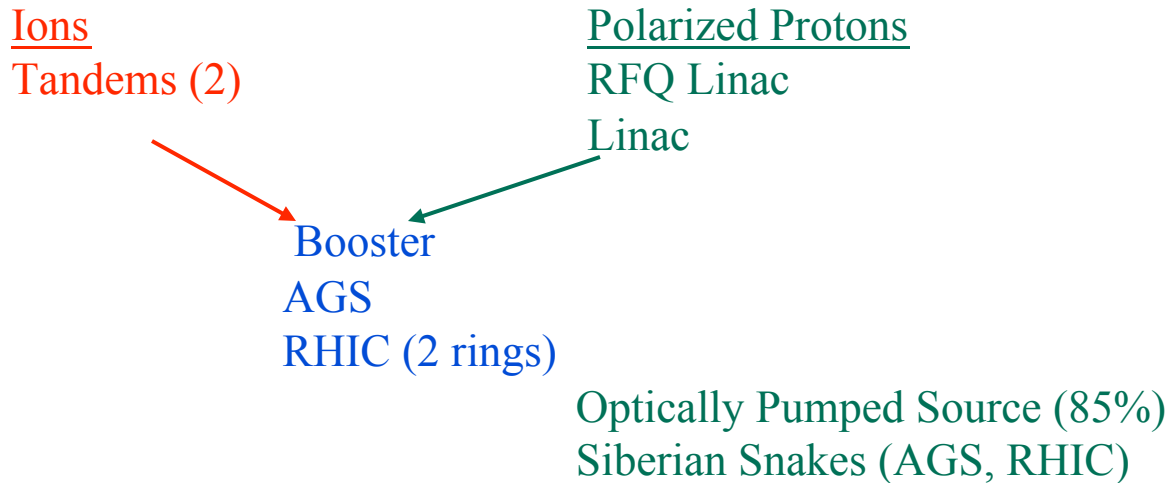 Ions
Tandems (2)
Polarized Protons
RFQ Linac
Linac
Booster
AGS
RHIC (2 rings)
Optically Pumped Source (85%)
Siberian Snakes (AGS, RHIC)